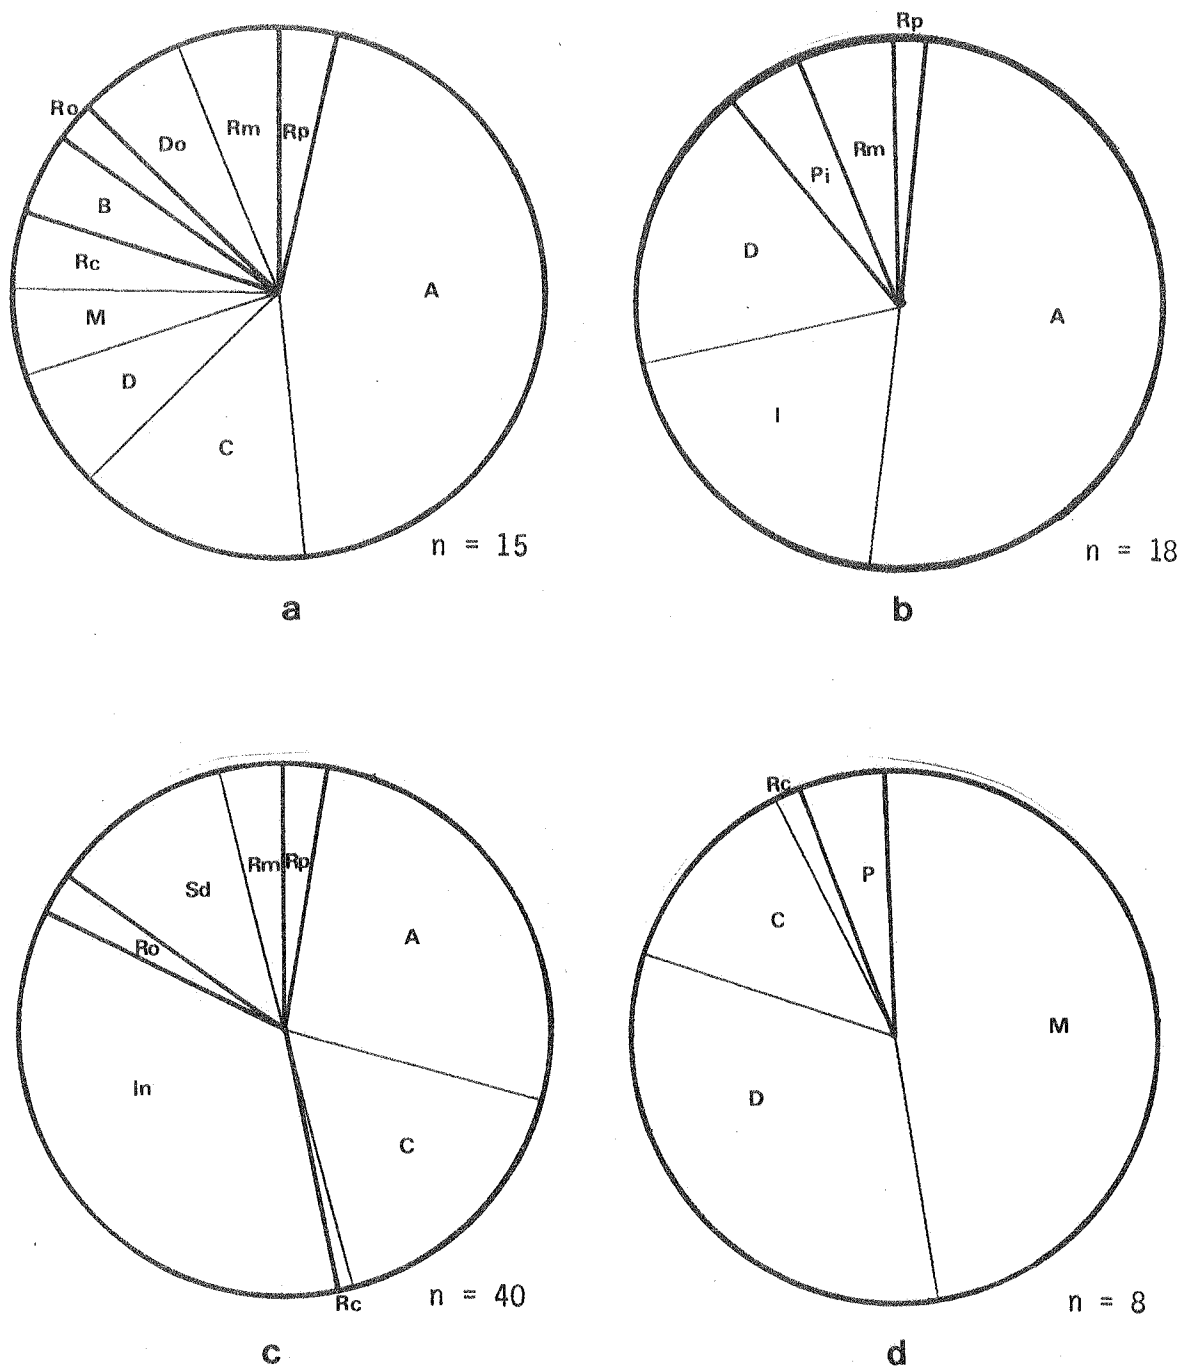 Ro
Do
Rm
Rp
B
Rc
M
D
C
A
n = 15
a
Rp
Rm
Pi
D
I
A
n = 18
b
Rm
Rp
Sd
Ro
A
In
C
Rc
n = 40
c
Rc
P
C
M
D
n = 8
d